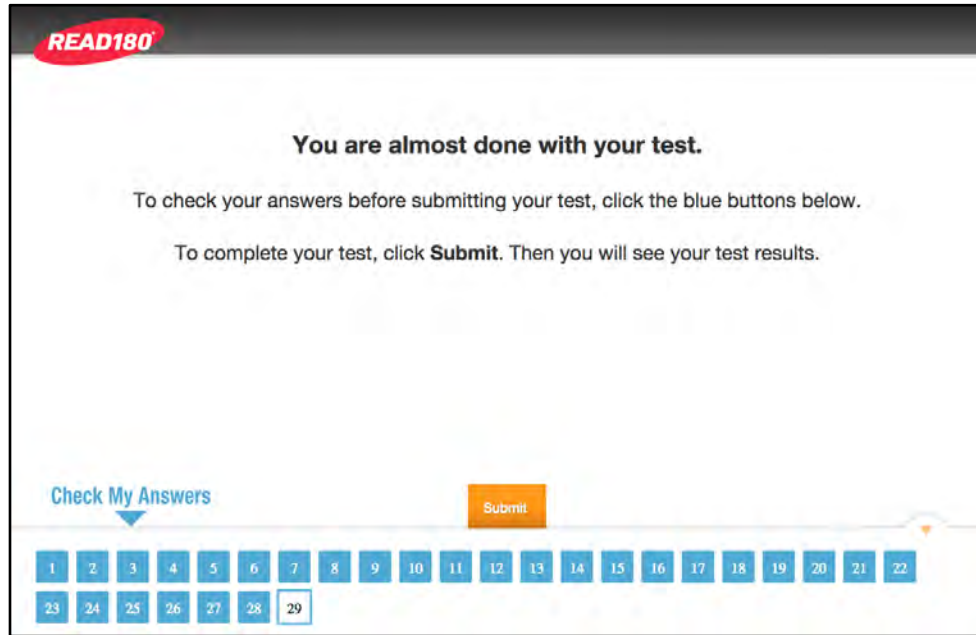 READ180
You are almost done with your test.
To check your answers before submitting your test, click the blue buttons below.
To complete your test, click Submit. Then you will see your test results.
Check My Answers
Submit
1 2 3 4 5 6 7 8 9 10 11 12 13 14 15 16 17 18 19 20 21 22
23 24 25 26 27 28 29